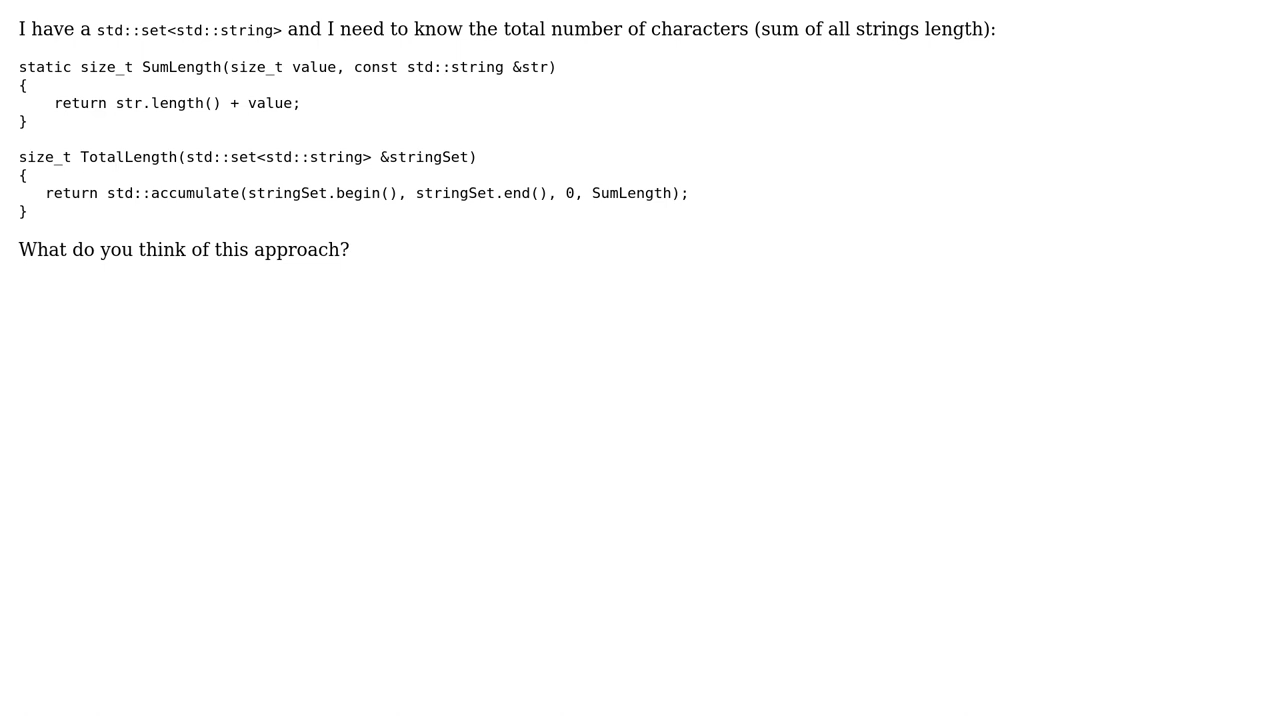 I have a std::set<std::string> and I need to know the total number of characters (sum of all strings length):
static size_t SumLength(size_t value, const std::string &str)
{
    return str.length() + value;
}
size_t TotalLength(std::set<std::string> &stringSet)
{
   return std::accumulate(stringSet.begin(), stringSet.end(), 0, SumLength);
}
What do you think of this approach?